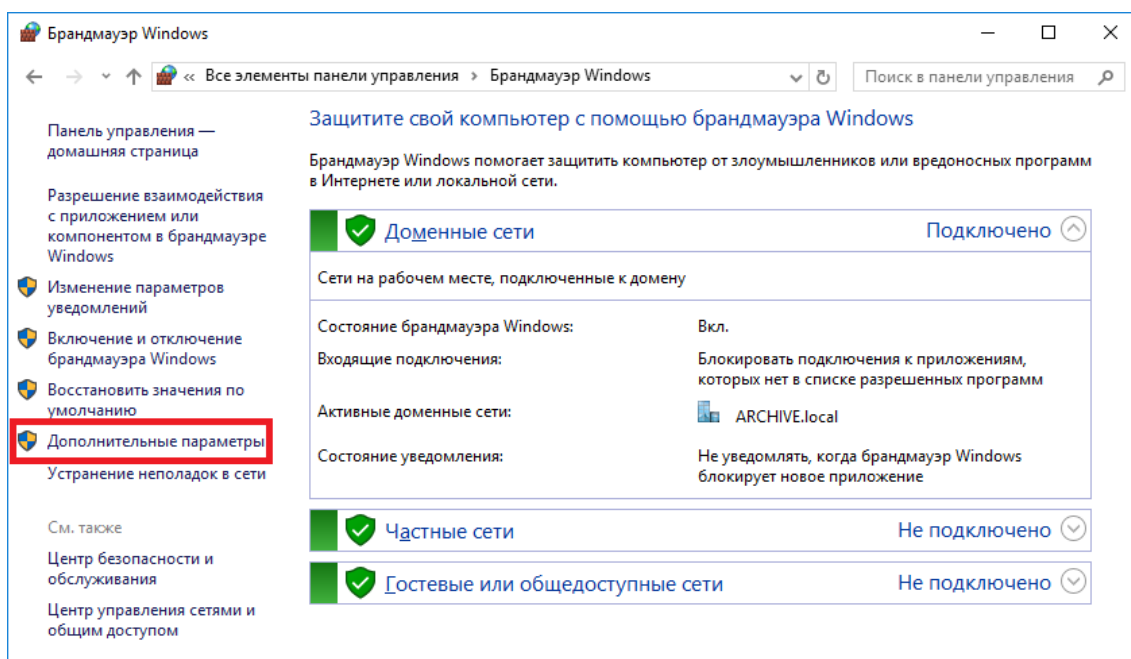 Брандмауэр Windows
« Все элементы панели управления › Брандмауэр Windows
Поиск в панели управления
Панель управления —
домашняя страница
Разрешение взаимодействия
с приложением или
компонентом в брандмауэре
Windows
Изменение параметров
уведомлений
Включение и отключение
брандмауэра Windows
Восстановить значения по
умолчанию
Дополнительные параметры
Устранение неполадок в сети
См. также
Центр безопасности и
обслуживания
Центр управления сетями и
общим доступом
Защитите свой компьютер с помощью брандмауэра Windows
Брандмауэр Windows помогает защитить компьютер от злоумышленников или вредоносных программ
в Интернете или локальной сети.
Доменные сети Подключено
Сети на рабочем месте, подключенные к домену
Состояние брандмауэра Windows: Вкл.
Входящие подключения: Блокировать подключения к приложениям,
которых нет в списке разрешенных программ
Активные доменные сети: ARCHIVE.local
Состояние уведомления: Не уведомлять, когда брандмауэр Windows
блокирует новое приложение
Частные сети Не подключено
Гостевые или общедоступные сети Не подключено